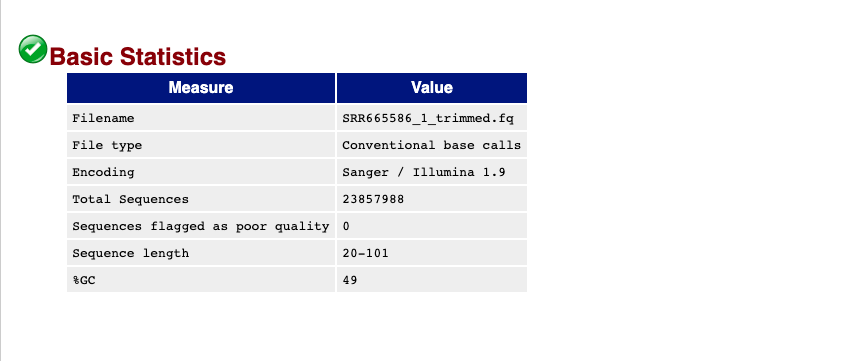 Basic Statistics
Measure Value
Filename SRR665586_1_trimmed.fq
File type Conventional base calls
Encoding Sanger / Illumina 1.9
Total Sequences 23857988
Sequences flagged as poor quality 0
Sequence length 20-101
%GC 49